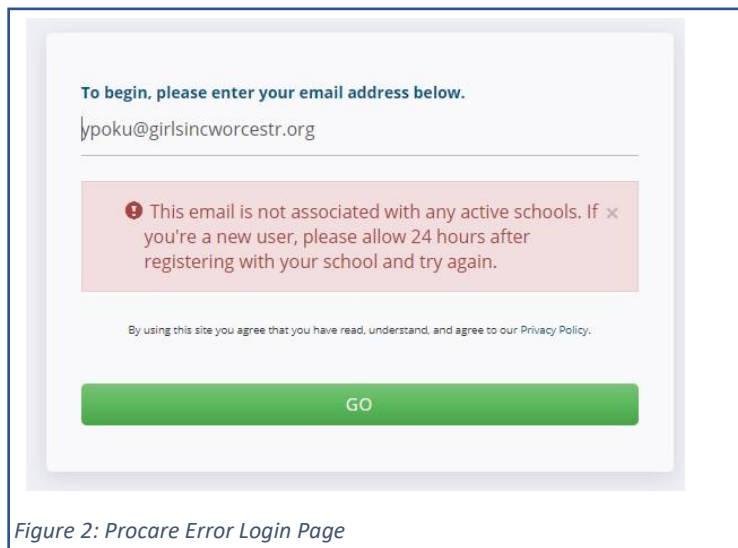 To begin, please enter your email address below.
ypoku@girlsincworcestr.org
This email is not associated with any active schools. If
you're a new user, please allow 24 hours after
registering with your school and try again.
By using this site you agree that you have read, understand, and agree to our Privacy Policy.
GO
Figure 2: Procare Error Login Page